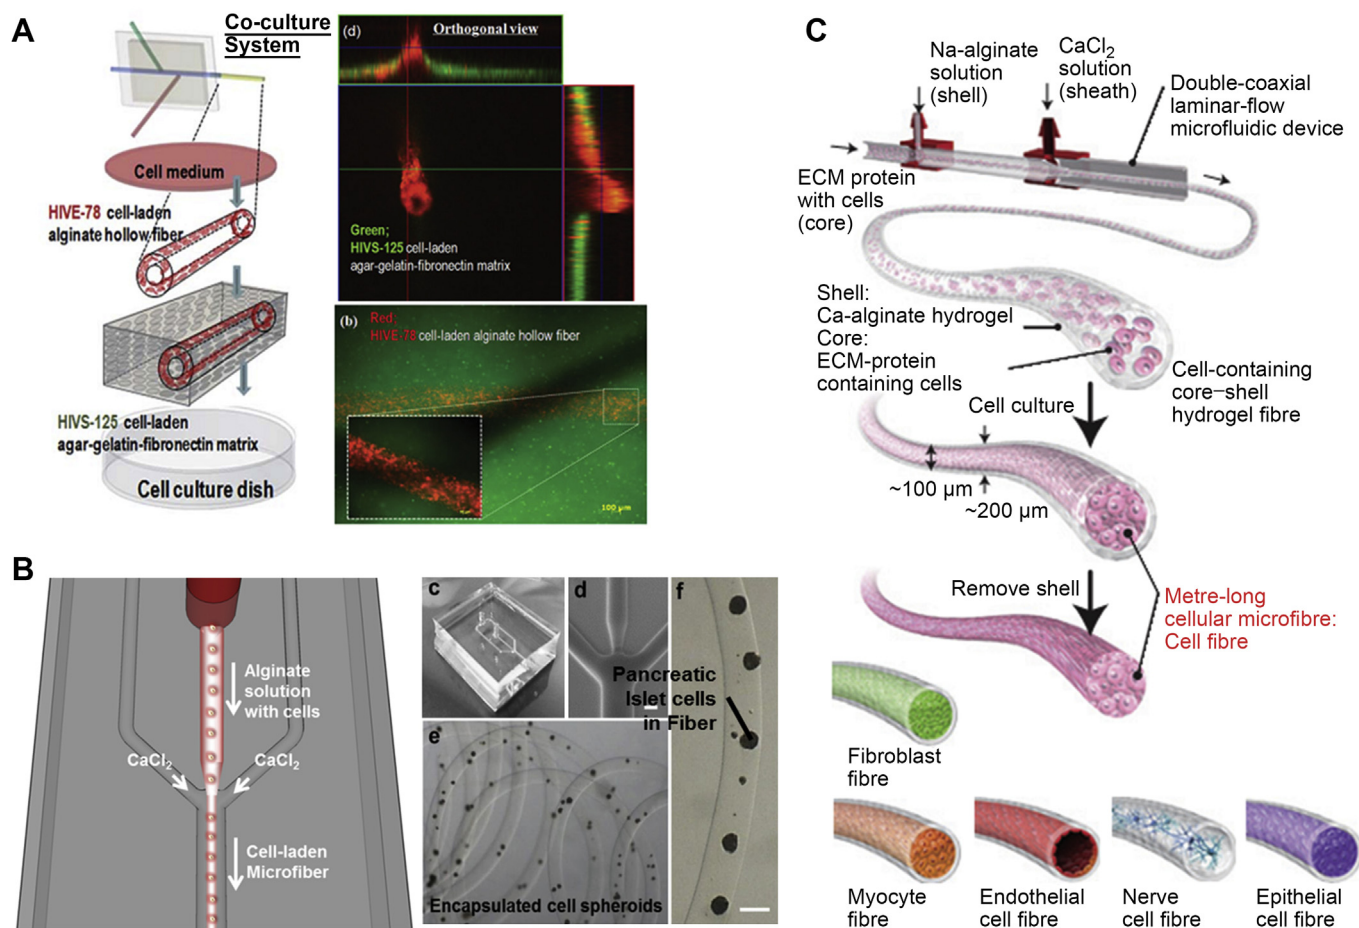 A
Co-culture
System
Cell medium
HIVE-78 cell-laden
alginate hollow fiber
HIVS-125 cell-laden
agar-gelatin-fibronectin matrix
Cell culture dish
(d)
Orthogonal view
Green;
HIVS-125 cell-laden
agar-gelatin-fibronectin matrix
(b)
Red;
HIVE-78 cell-laden alginate hollow fiber
100 μm
B
Alginate
solution
with cells
CaCl2
CaCl2
Cell-laden
Microfiber
c
d
f
Pancreatic
Islet cells
in Fiber
e
Encapsulated cell spheroids
C
Na-alginate
solution
(shell)
CaCl2
solution
(sheath)
Double-coaxial
laminar-flow
microfluidic device
ECM protein
with cells
(core)
Shell:
Ca-alginate hydrogel
Core:
ECM-protein
containing cells
Cell-containing
core–shell
hydrogel fibre
Cell culture
~100 μm
~200 μm
Remove shell
Metre-long
cellular microfibre:
Cell fibre
Fibroblast
fibre
Myocyte
fibre
Endothelial
cell fibre
Nerve
cell fibre
Epithelial
cell fibre